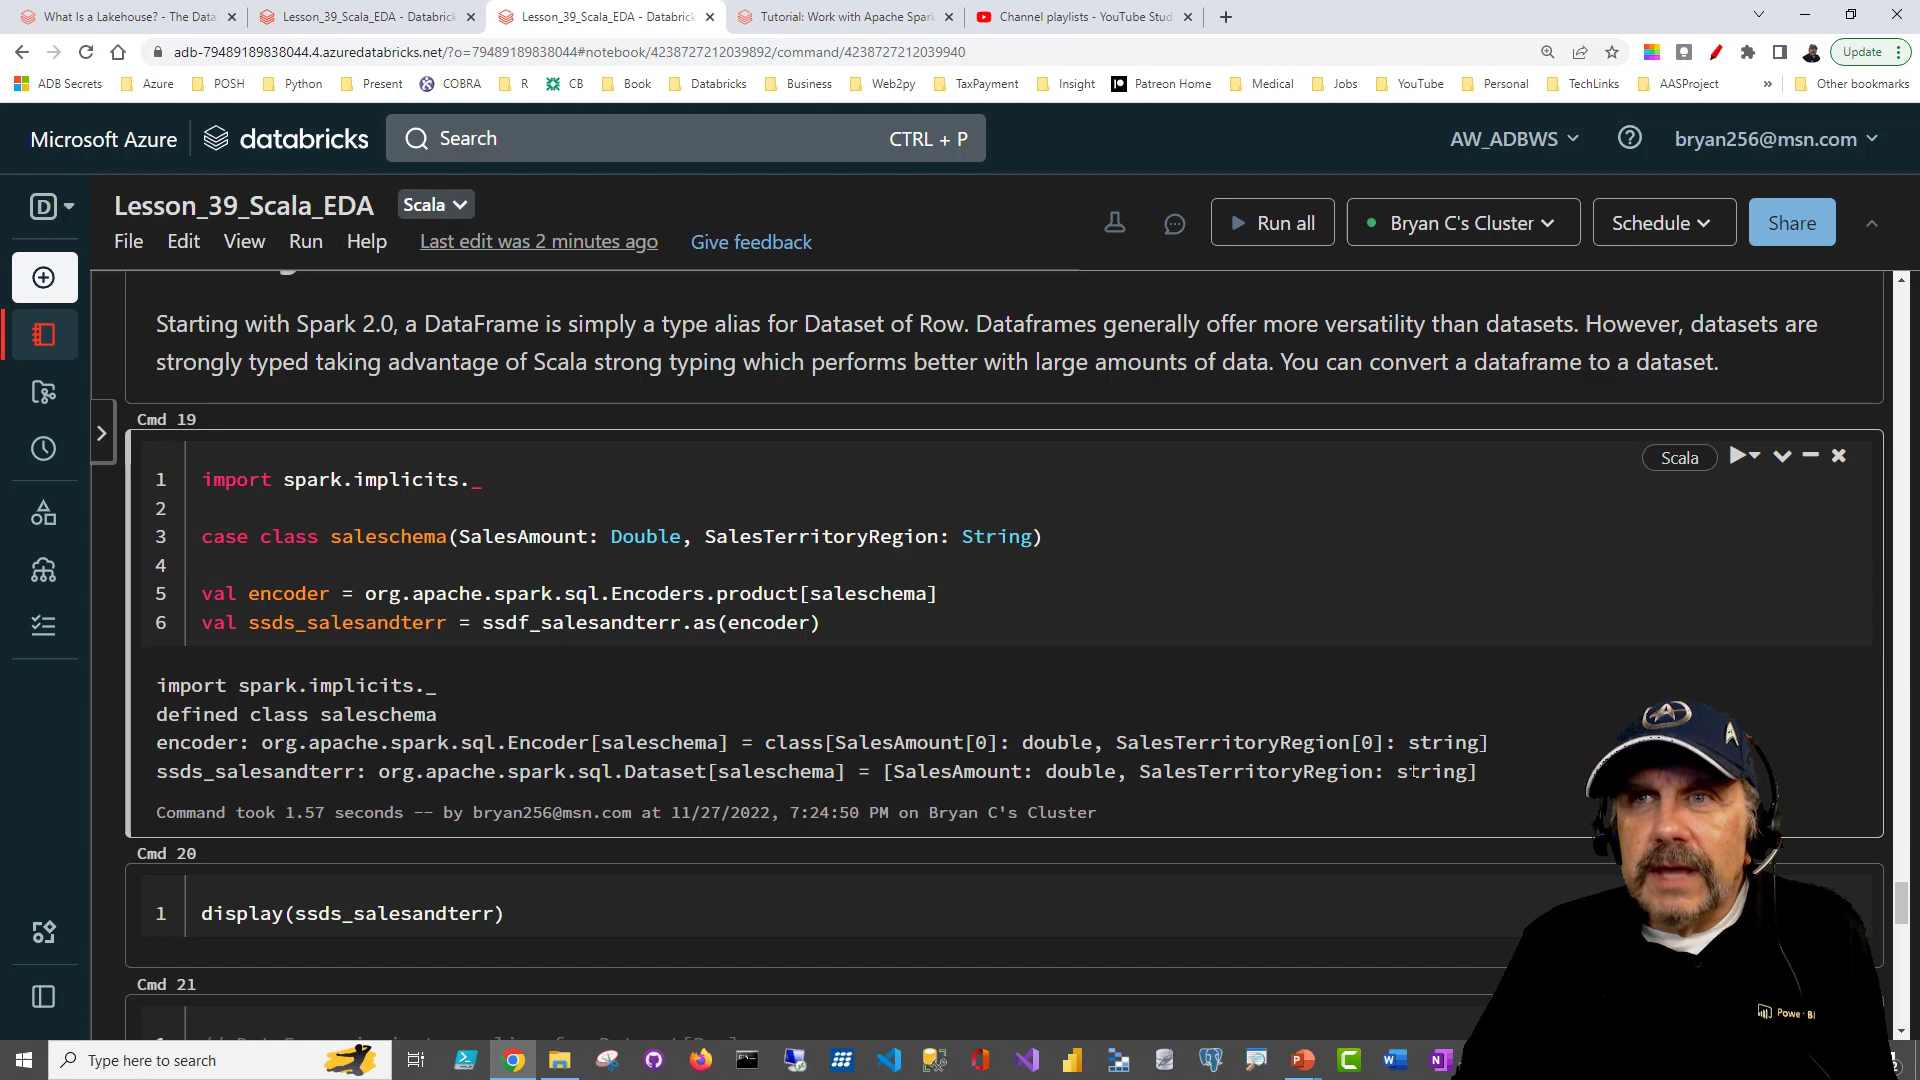 What Is a Lakehouse? - The Data
Lesson_39_Scala_EDA - Databrick
Lesson_39_Scala_EDA - Databrick
Tutorial: Work with Apache Spark
Channel playlists - YouTube Stud
adb-79489189838044.4.azuredatabricks.net/?o=79489189838044#notebook/4238727212039892/command/4238727212039940
Update
ADB Secrets
Azure
POSH
Python
Present
COBRA
R
CB
Book
Databricks
Business
Web2py
TaxPayment
Insight
Patreon Home
Medical
Jobs
YouTube
Personal
TechLinks
AASProject
»
Other bookmarks
Microsoft Azure
databricks
Search
CTRL + P
AW_ADBWS
bryan256@msn.com
D
Lesson_39_Scala_EDA
Scala
Run all
Bryan C's Cluster
Schedule
Share
File
Edit
View
Run
Help
Last edit was 2 minutes ago
Give feedback
Starting with Spark 2.0, a DataFrame is simply a type alias for Dataset of Row. Dataframes generally offer more versatility than datasets. However, datasets are
strongly typed taking advantage of Scala strong typing which performs better with large amounts of data. You can convert a dataframe to a dataset.
Cmd 19
Scala
1 import spark.implicits._
2
3 case class saleschema(SalesAmount: Double, SalesTerritoryRegion: String)
4
5 val encoder = org.apache.spark.sql.Encoders.product[saleschema]
6 val ssds_salesandterr = ssdf_salesandterr.as(encoder)
import spark.implicits._
defined class saleschema
encoder: org.apache.spark.sql.Encoder[saleschema] = class[SalesAmount[0]: double, SalesTerritoryRegion[0]: string]
ssds_salesandterr: org.apache.spark.sql.Dataset[saleschema] = [SalesAmount: double, SalesTerritoryRegion: string]
Command took 1.57 seconds -- by bryan256@msn.com at 11/27/2022, 7:24:50 PM on Bryan C's Cluster
Cmd 20
1 display(ssds_salesandterr)
Cmd 21
Power BI
Type here to search